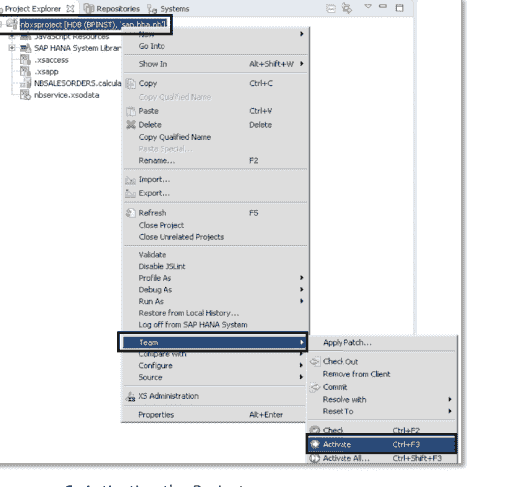 Project Explorer Repositories Systems
nbxsproject [HDB (BPINST), 'sap.hba.nb']
JavaScript Resources
SAP HANA System Librar
.xsaccess
.xsapp
NBSALESORDERS.calcula
nbservice.xsodata
New
Go Into
Show In Alt+Shift+W
Copy Ctrl+C
Copy Qualified Name
Paste Ctrl+V
Delete Delete
Copy Qualified Name
Paste Special...
Rename... F2
Import...
Export...
Refresh F5
Close Project
Close Unrelated Projects
Validate
Disable JSLint
Profile As
Debug As
Run As
Restore from Local History...
Log off from SAP HANA System
Team
Compare With
Configure
Source
XS Administration
Properties Alt+Enter
Apply Patch...
Check Out
Remove from Client
Commit
Resolve with
Reset To
Check Ctrl+F2
Activate Ctrl+F3
Activate All... Ctrl+Shift+F3